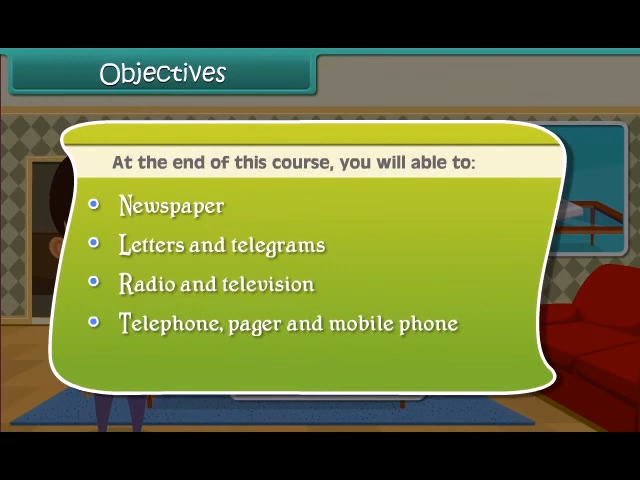 Objectives
At the end of this course, you will able to:
Newspaper
Letters and telegrams
Radio and television
Telephone, pager and mobile phone